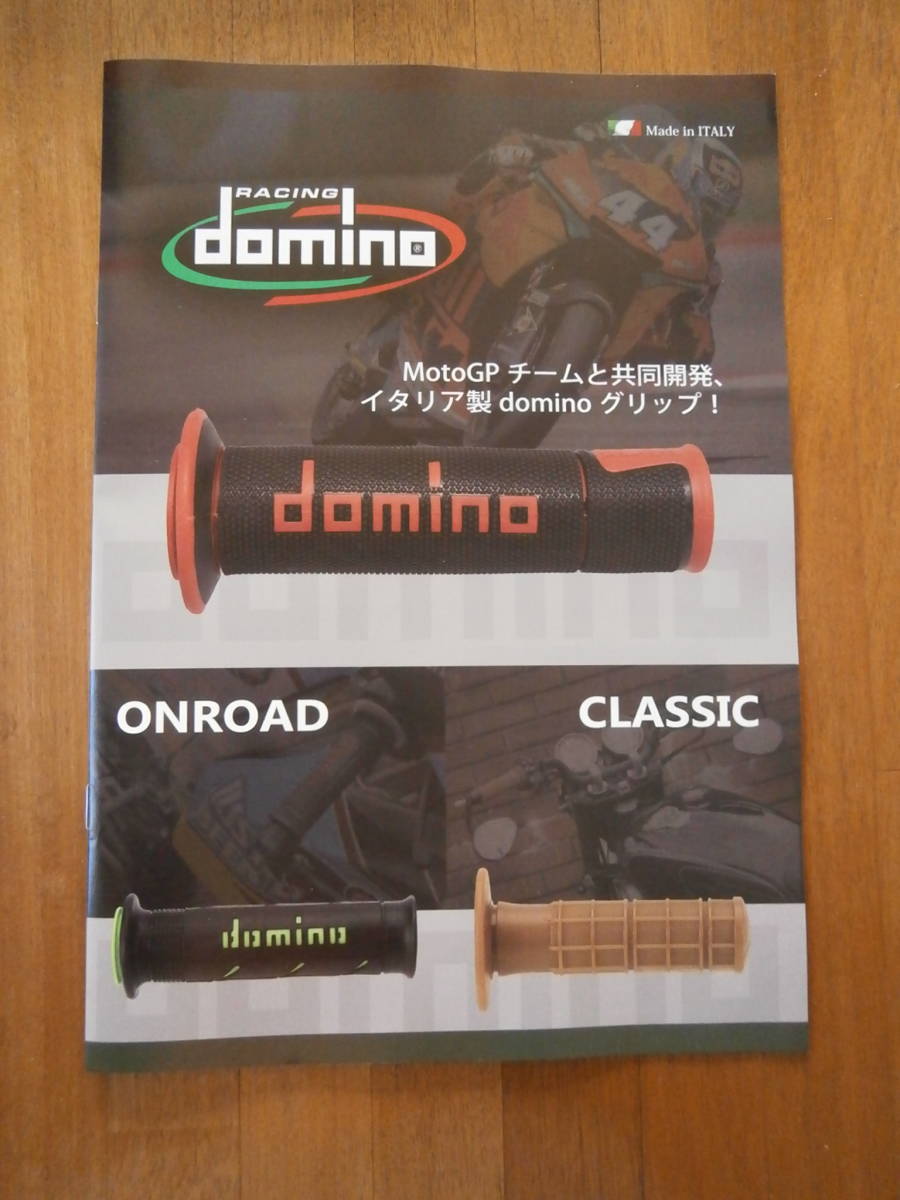 Made in ITALY
RACING
domino®
44
MotoGP チームと共同開発、
イタリア製 domino グリップ！
domino
ONROAD
CLASSIC
domino